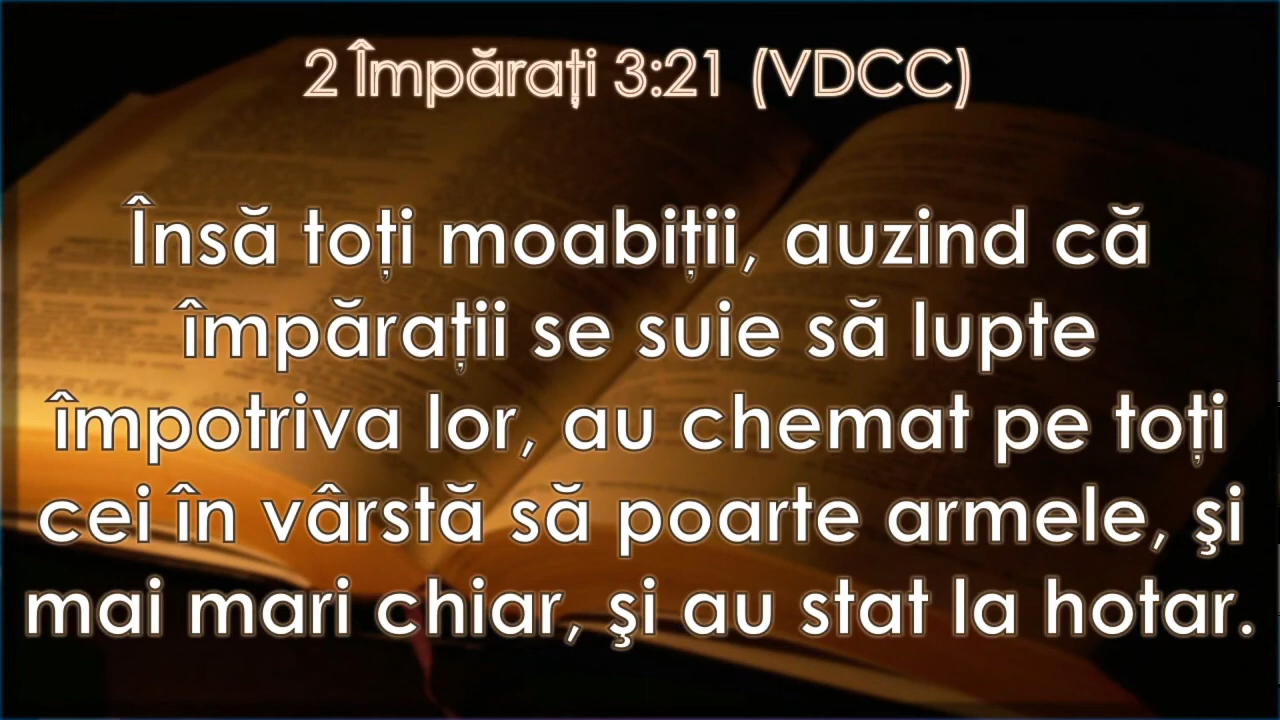 2 Împăraţi 3:21 (VDCC)
Însă toţi moabiţii, auzind că
împăraţii se suie să lupte
împotriva lor, au chemat pe toţi
cei în vârstă să poarte armele, şi
mai mari chiar, şi au stat la hotar.